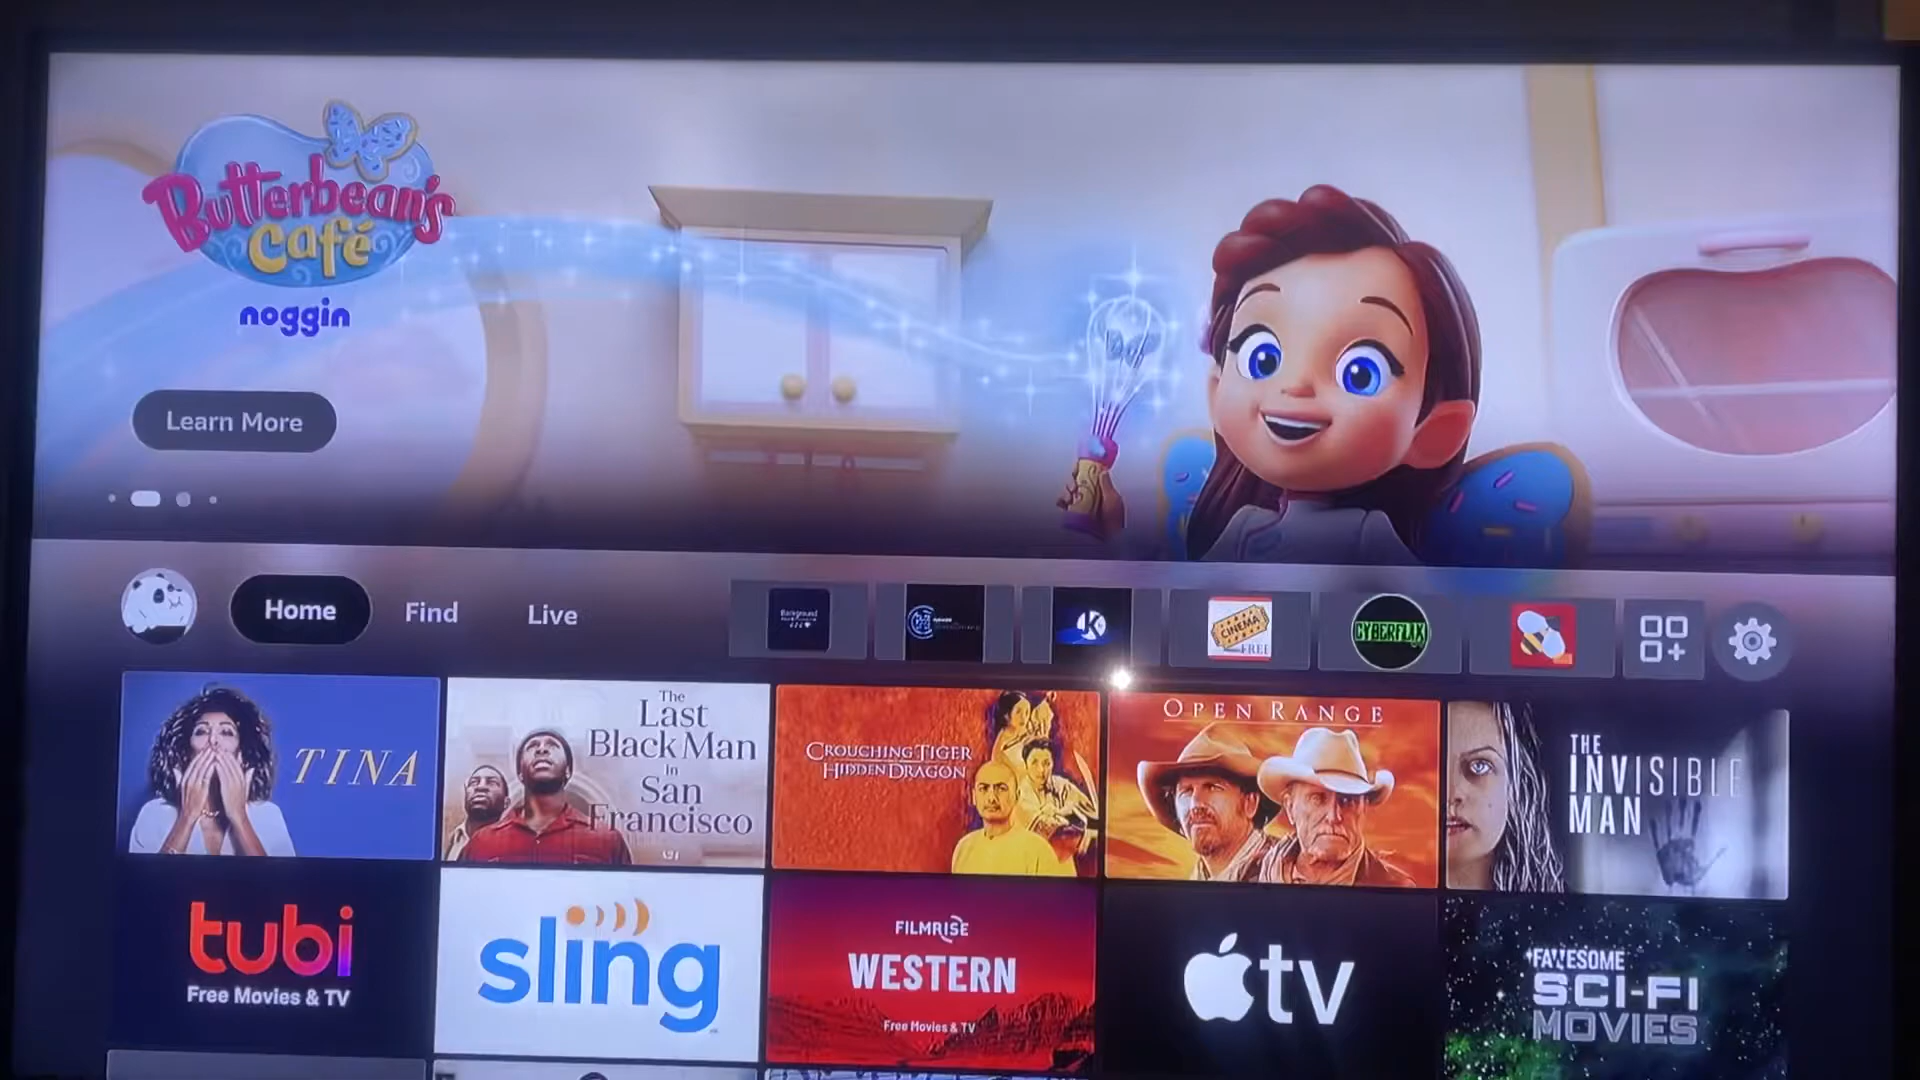 Butterbean's
Café
noggin
Learn More
Home
Find
Live
Background
K
CINEMA
FREE
CYBERFLIX
TINA
The
Last
Black Man
In
San
Francisco
CROUCHING TIGER
HIDDEN DRAGON
OPEN RANGE
THE
INVISIBLE
MAN
tubi
Free Movies & TV
sling
FILMRISE
WESTERN
Free Movies & TV
tv
FAWESOME
SCI-FI
MOVIES